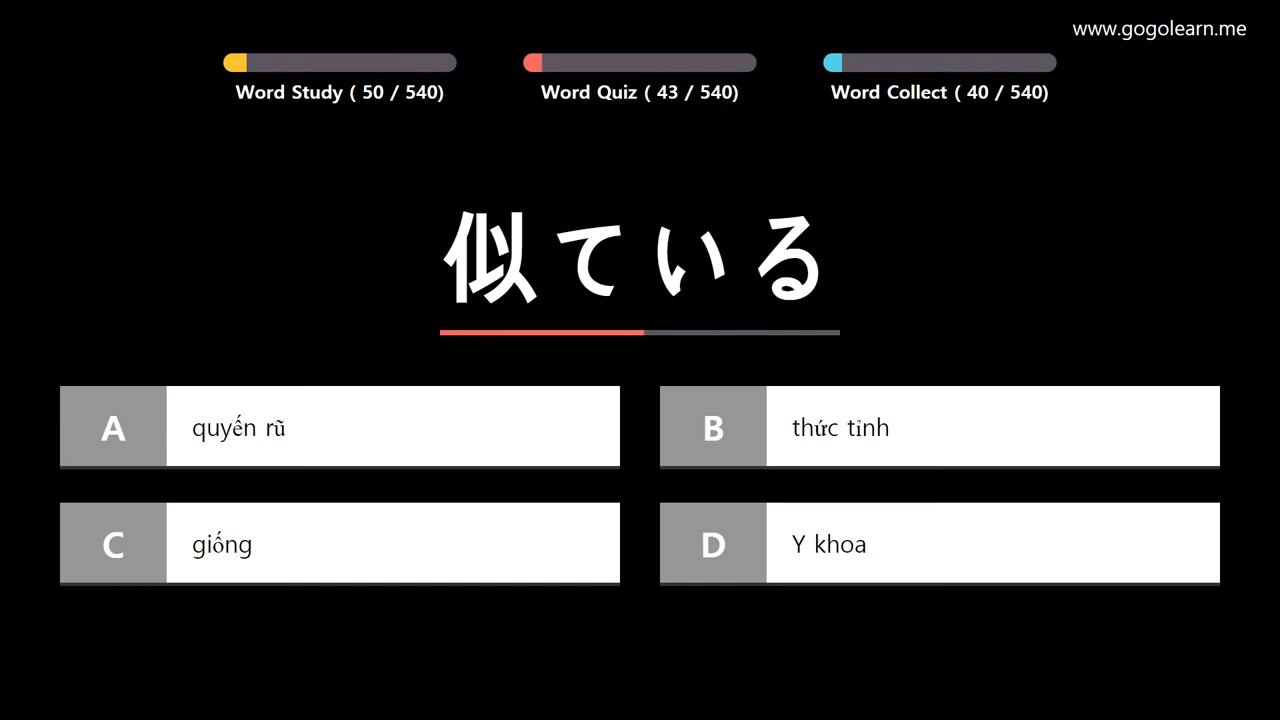 www.gogolearn.me
Word Study ( 50 / 540)
Word Quiz ( 43 / 540)
Word Collect ( 40 / 540)
似ている
A quyến rũ
B thức tỉnh
C giống
D Y khoa